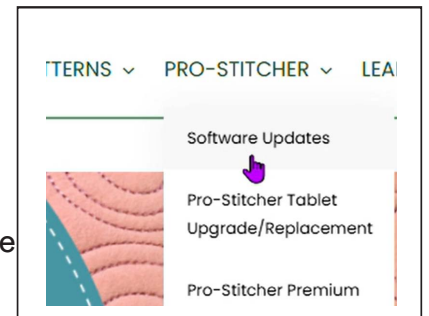 TTERNS PRO-STITCHER LEA
Software Updates
Pro-Stitcher Tablet
Upgrade/Replacement
e
Pro-Stitcher Premium